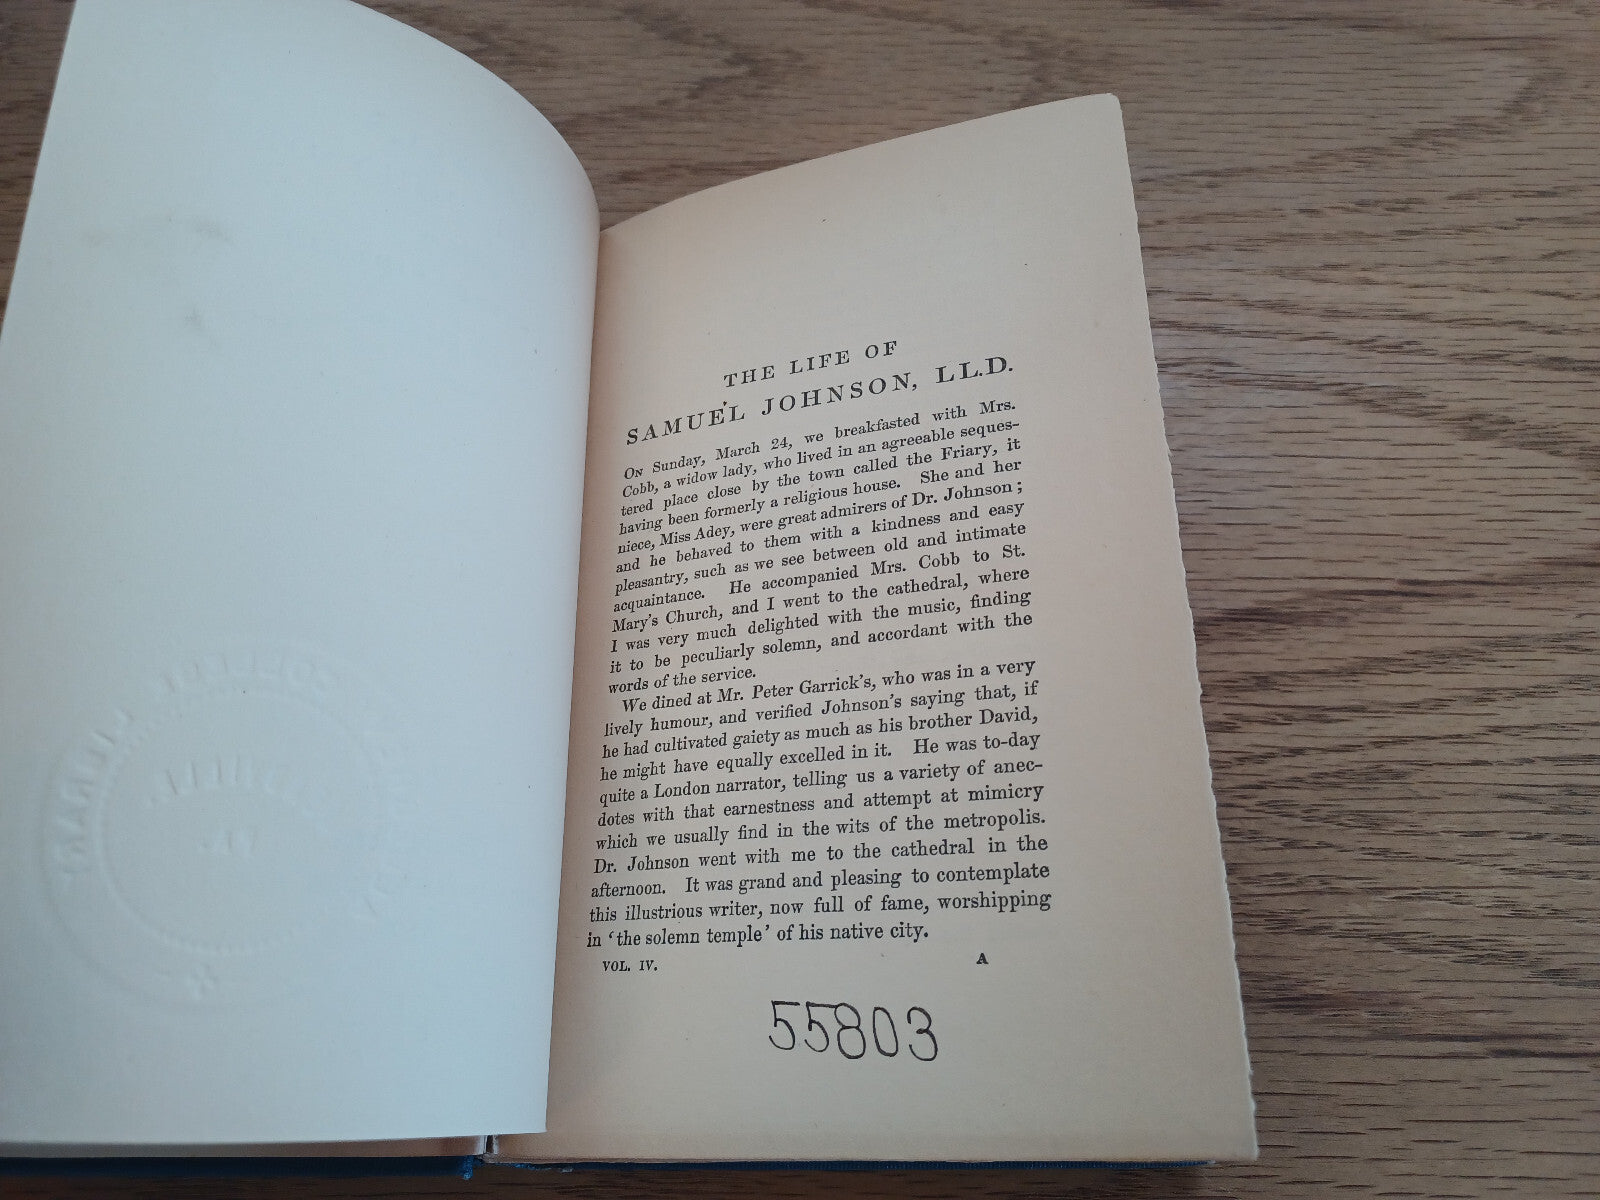 THE LIFE OF
SAMUEL JOHNSON, LL.D.
ON Sunday, March 24, we breakfasted with Mrs.
Cobb, a widow lady, who lived in an agreeable seques-
tered place close by the town called the Friary, it
having been formerly a religious house. She and her
niece, Miss Adey, were great admirers of Dr. Johnson;
and he behaved to them with a kindness and easy
pleasantry, such as we see between old and intimate
acquaintance. He accompanied Mrs. Cobb to St.
Mary's Church, and I went to the cathedral, where
I was very much delighted with the music, finding
it to be peculiarly solemn, and accordant with the
words of the service.
We dined at Mr. Peter Garrick's, who was in a very
lively humour, and verified Johnson's saying that, if
he had cultivated gaiety as much as his brother David,
he might have equally excelled in it. He was to-day
quite a London narrator, telling us a variety of anec-
dotes with that earnestness and attempt at mimicry
which we usually find in the wits of the metropolis.
Dr. Johnson went with me to the cathedral in the
afternoon. It was grand and pleasing to contemplate
this illustrious writer, now full of fame, worshipping
in 'the solemn temple' of his native city.
VOL. IV. A
55803